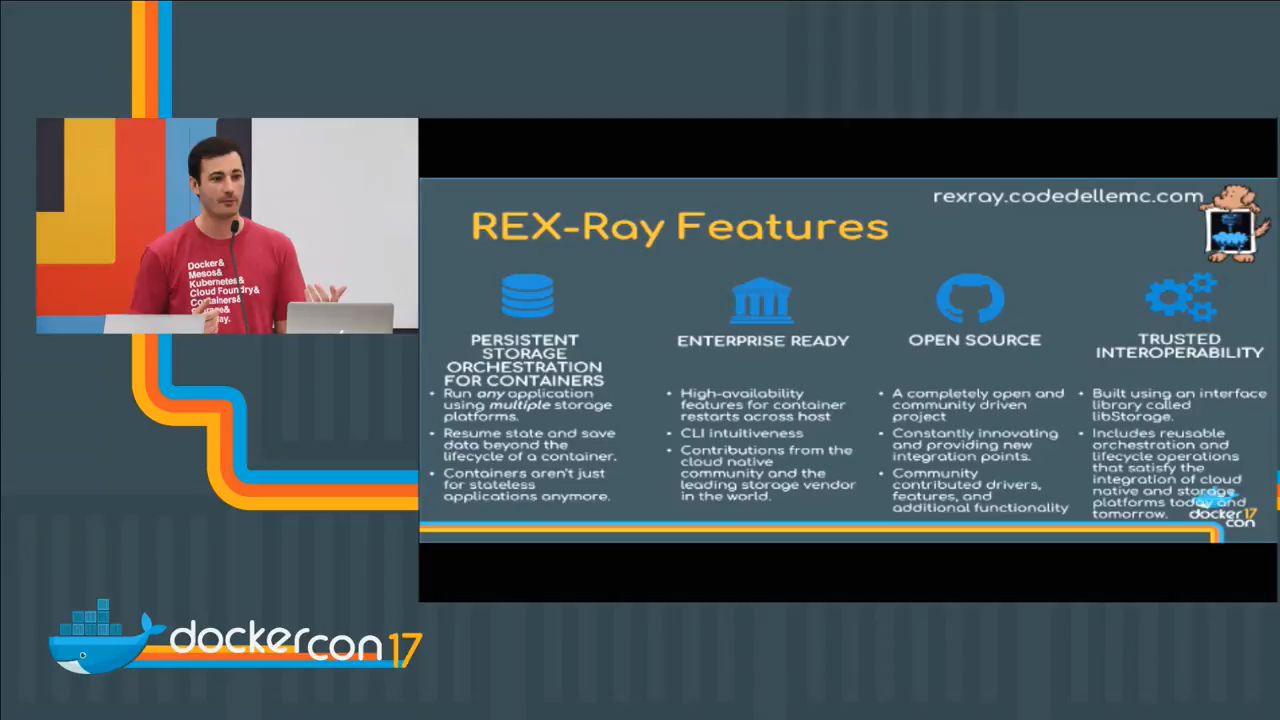 Docker&
Mesos&
Kubernetes&
Cloud Foundry&
Containers&
rexray.codedellemc.com
REX-Ray Features
PERSISTENT
STORAGE
ORCHESTRATION
FOR CONTAINERS
• Run any application
using multiple storage
platforms.
• Resume state and save
data beyond the
lifecycle of a container.
• Containers aren't just
for stateless
applications anymore.
ENTERPRISE READY
• High-availability
features for container
restarts across host
• CLI intuitiveness
• Contributions from the
cloud native
community and the
leading storage vendor
in the world.
OPEN SOURCE
• A completely open and
community driven
project
• Constantly innovating
and providing new
integration points.
• Community
contributed drivers,
features, and
additional functionality
TRUSTED
INTEROPERABILITY
• Built using an interface
library called
libStorage.
• Includes reusable
orchestration and
lifecycle operations
that satisfy the
integration of cloud
native and storage
platforms today and
tomorrow.
docker 17
con
dockercon 17